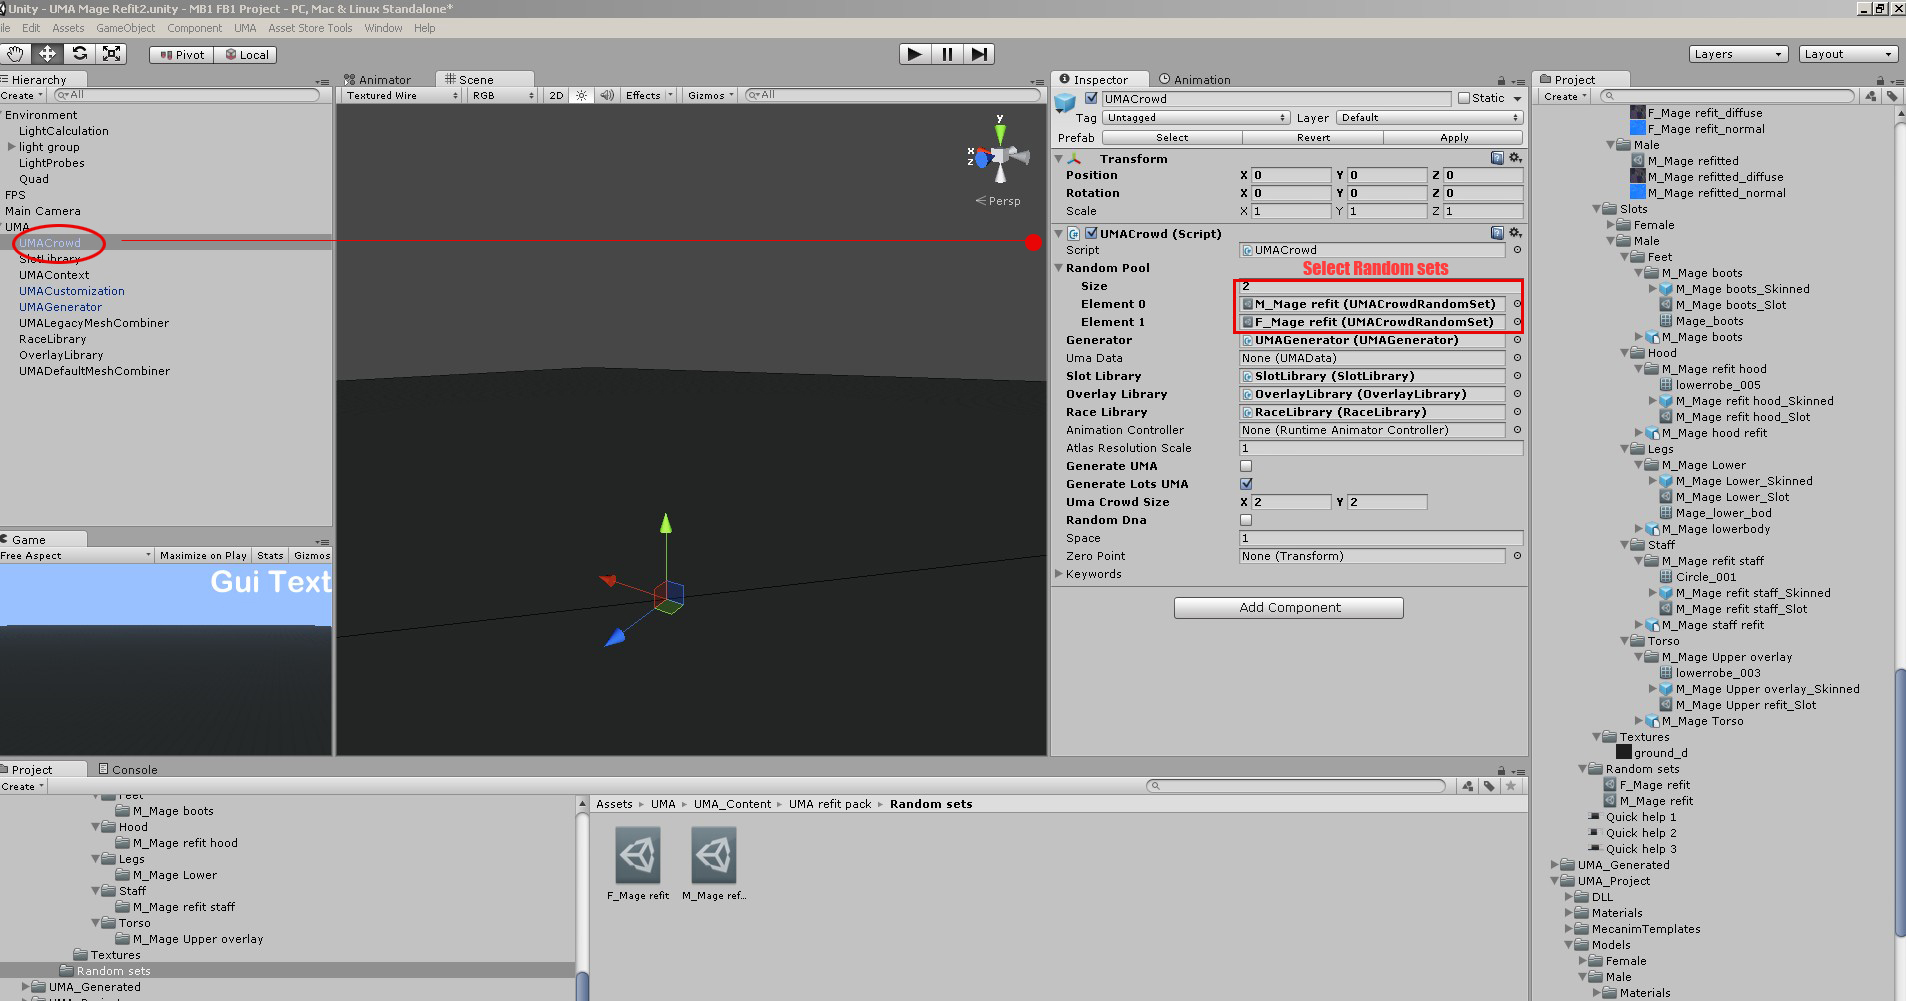 Unity - UMA Mage Refit2.unity - MB1 FB1 Project - PC, Mac & Linux Standalone*
ile Edit Assets GameObject Component UMA Asset Store Tools Window Help
Pivot Local Layers Layout
Hierarchy
Create All
Environment
LightCalculation
light group
LightProbes
Quad
FPS
Main Camera
UMA
UMACrowd
SlotLibrary
UMAContext
UMACustomization
UMAGenerator
UMALegacyMeshCombiner
RaceLibrary
OverlayLibrary
UMADefaultMeshCombiner
Animator Scene
Textured Wire RGB 2D Effects Gizmos All
y
x
z
Persp
Game
Free Aspect Maximize on Play Stats Gizmos
Gui Text
Inspector Animation
UMACrowd Static
Tag Untagged Layer Default
Prefab Select Revert Apply
Transform
Position X 0 Y 0 Z 0
Rotation X 0 Y 0 Z 0
Scale X 1 Y 1 Z 1
UMACrowd (Script)
Script UMACrowd
Random Pool Select Random sets
Size 2
Element 0 M_Mage refit (UMACrowdRandomSet)
Element 1 F_Mage refit (UMACrowdRandomSet)
Generator UMAGenerator (UMAGenerator)
Uma Data None (UMAData)
Slot Library SlotLibrary (SlotLibrary)
Overlay Library OverlayLibrary (OverlayLibrary)
Race Library RaceLibrary (RaceLibrary)
Animation Controller None (Runtime Animator Controller)
Atlas Resolution Scale 1
Generate UMA
Generate Lots UMA
Uma Crowd Size X 2 Y 2
Random Dna
Space 1
Zero Point None (Transform)
Keywords
Add Component
Project
Create
F_Mage refit_diffuse
F_Mage refit_normal
Male
M_Mage refitted
M_Mage refitted_diffuse
M_Mage refitted_normal
Slots
Female
Male
Feet
M_Mage boots
M_Mage boots_Skinned
M_Mage boots_Slot
Mage_boots
M_Mage boots
Hood
M_Mage refit hood
lowerrobe_005
M_Mage refit hood_Skinned
M_Mage refit hood_Slot
M_Mage hood refit
Legs
M_Mage Lower
M_Mage Lower_Skinned
M_Mage Lower_Slot
Mage_lower_bod
M_Mage lowerbody
Staff
M_Mage refit staff
Circle_001
M_Mage refit staff_Skinned
M_Mage refit staff_Slot
M_Mage staff refit
Torso
M_Mage Upper overlay
lowerrobe_003
M_Mage Upper overlay_Skinned
M_Mage Upper refit_Slot
M_Mage Torso
Textures
ground_d
Random sets
F_Mage refit
M_Mage refit
Quick help 1
Quick help 2
Quick help 3
UMA_Generated
UMA_Project
DLL
Materials
MecanimTemplates
Models
Female
Male
Materials
Project Console
Create
Feet
M_Mage boots
Hood
M_Mage refit hood
Legs
M_Mage Lower
Staff
M_Mage refit staff
Torso
M_Mage Upper overlay
Textures
Random sets
UMA_Generated
Assets UMA UMA_Content UMA refit pack Random sets
F_Mage refit M_Mage ref...